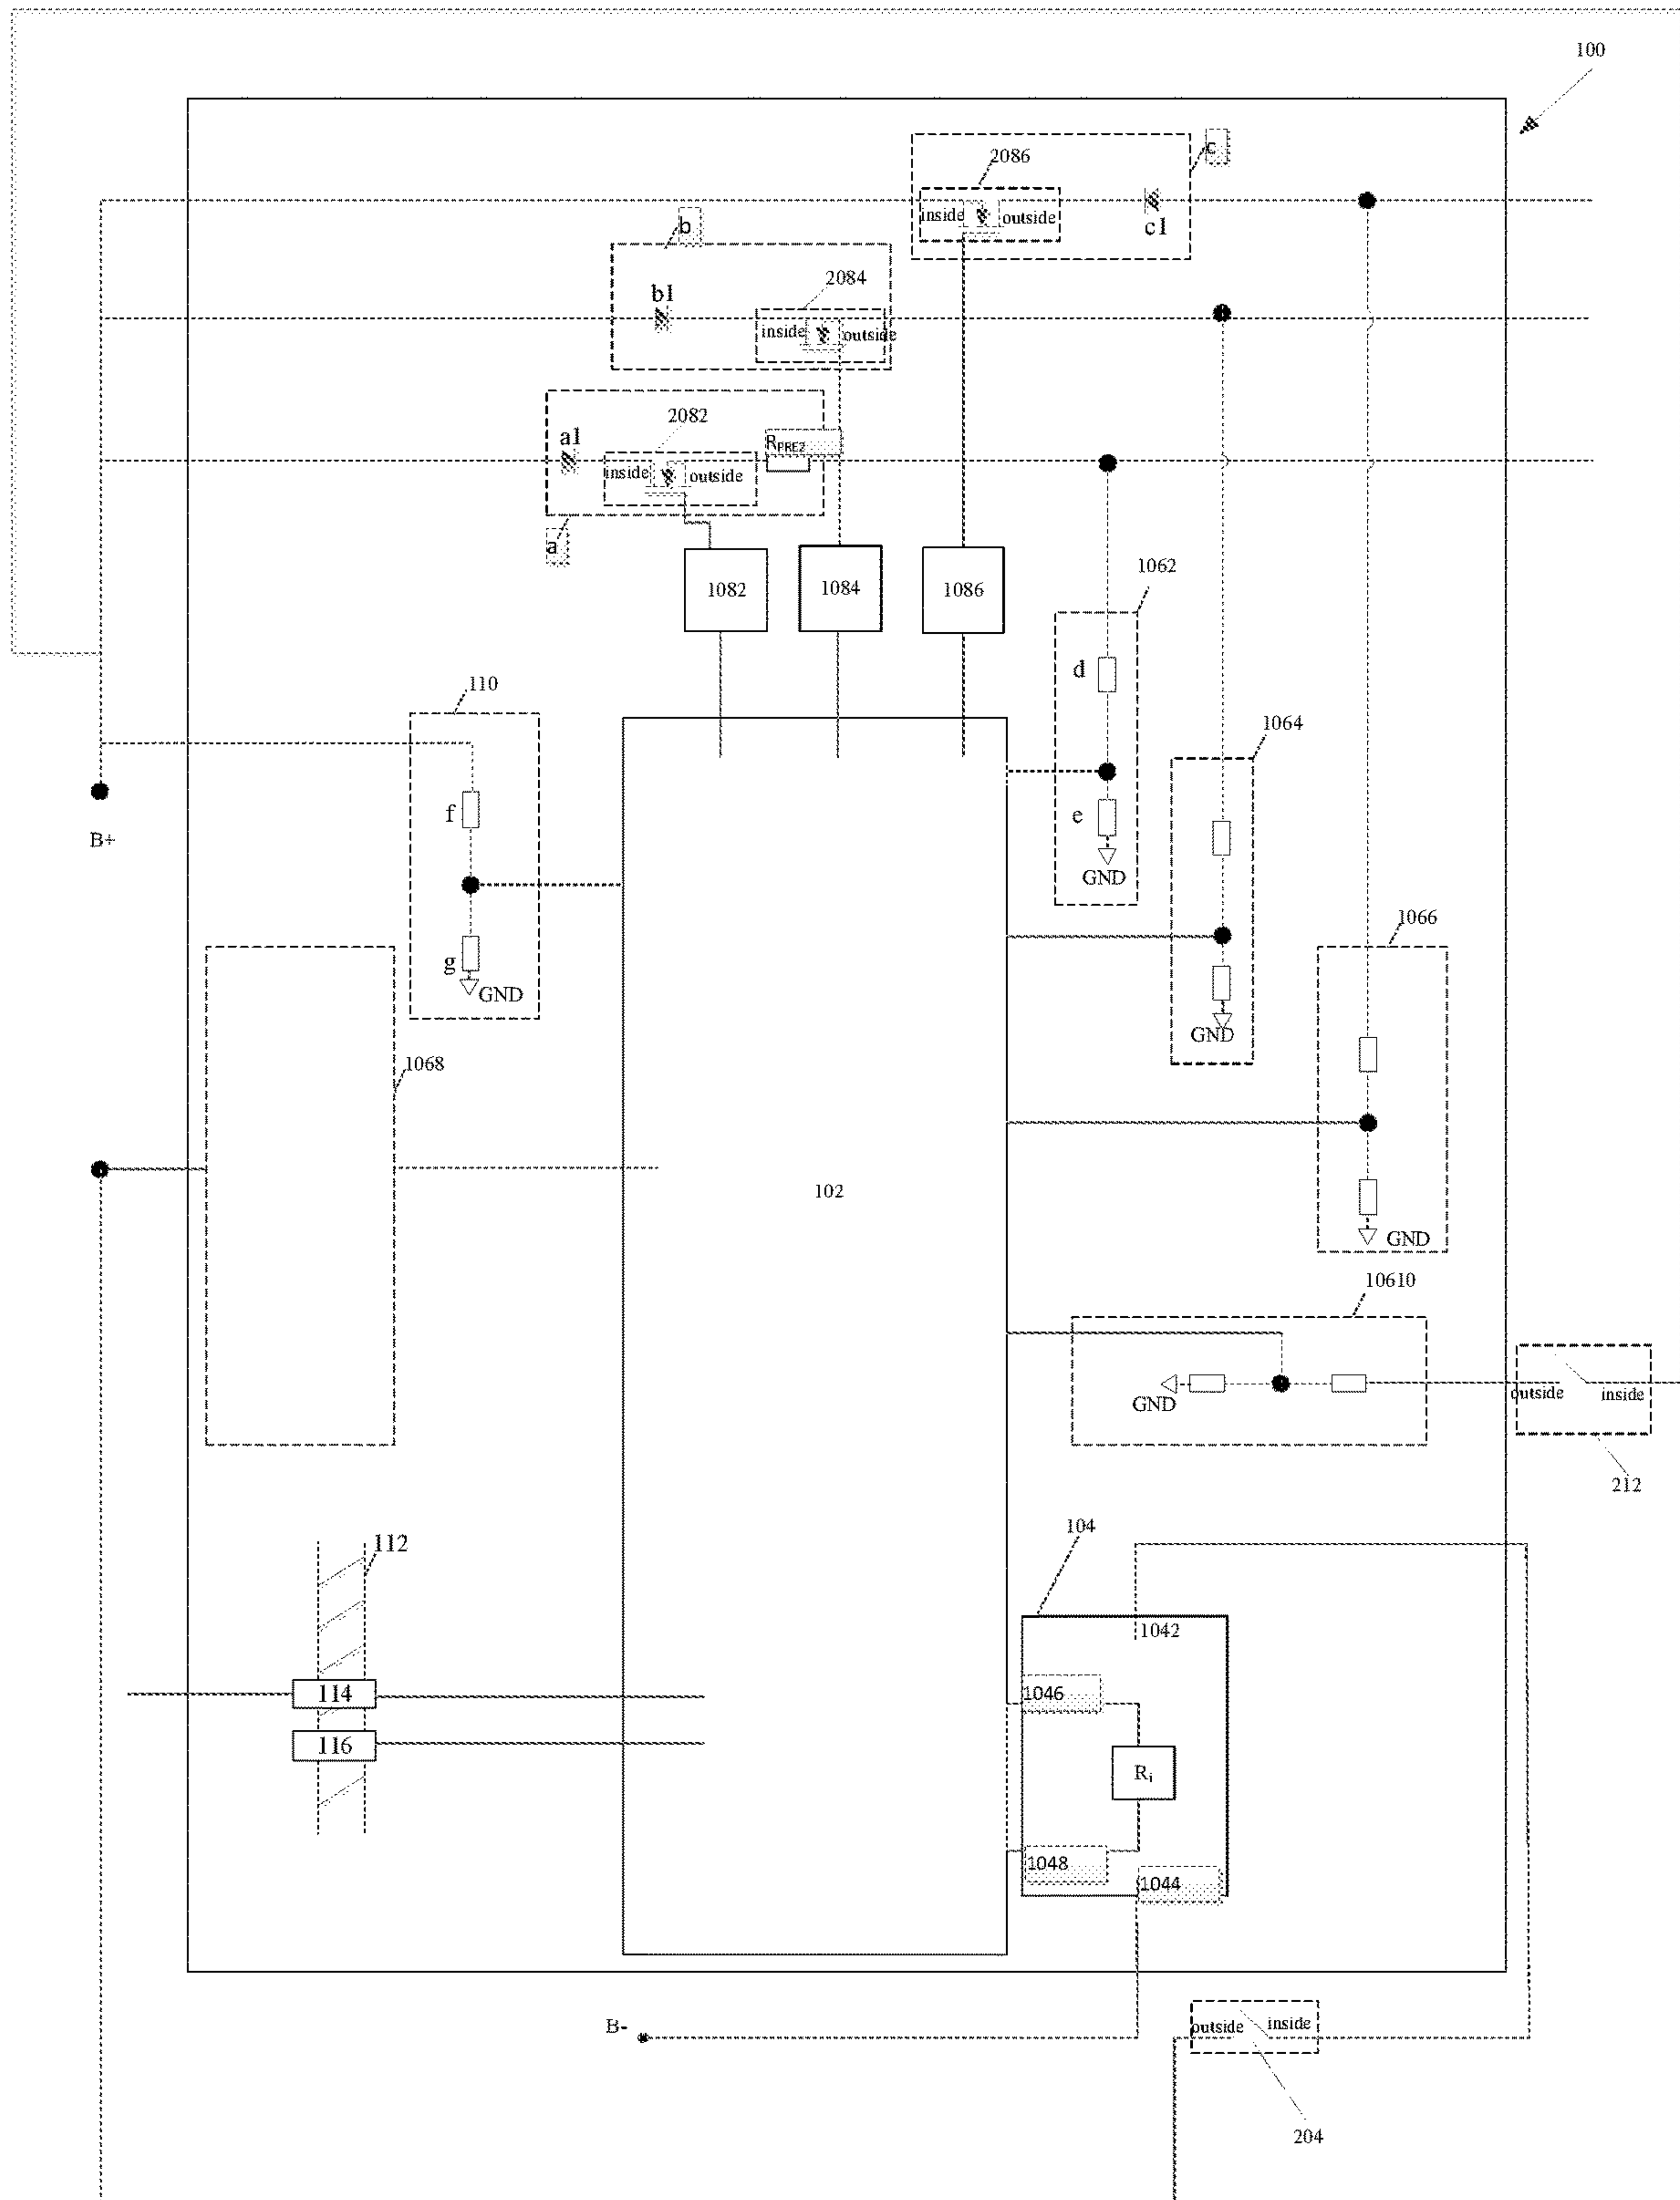 100
2086
c
inside
outside
c1
b
2084
b1
inside
outside
2082
a1
R_PRE2
inside
outside
a
1082
1084
1086
1062
d
110
1064
e
f
B+
GND
1066
g
GND
GND
1068
102
GND
10610
GND
outside
inside
212
104
112
1042
1046
114
116
R_i
1048
1044
B-
outside
inside
204